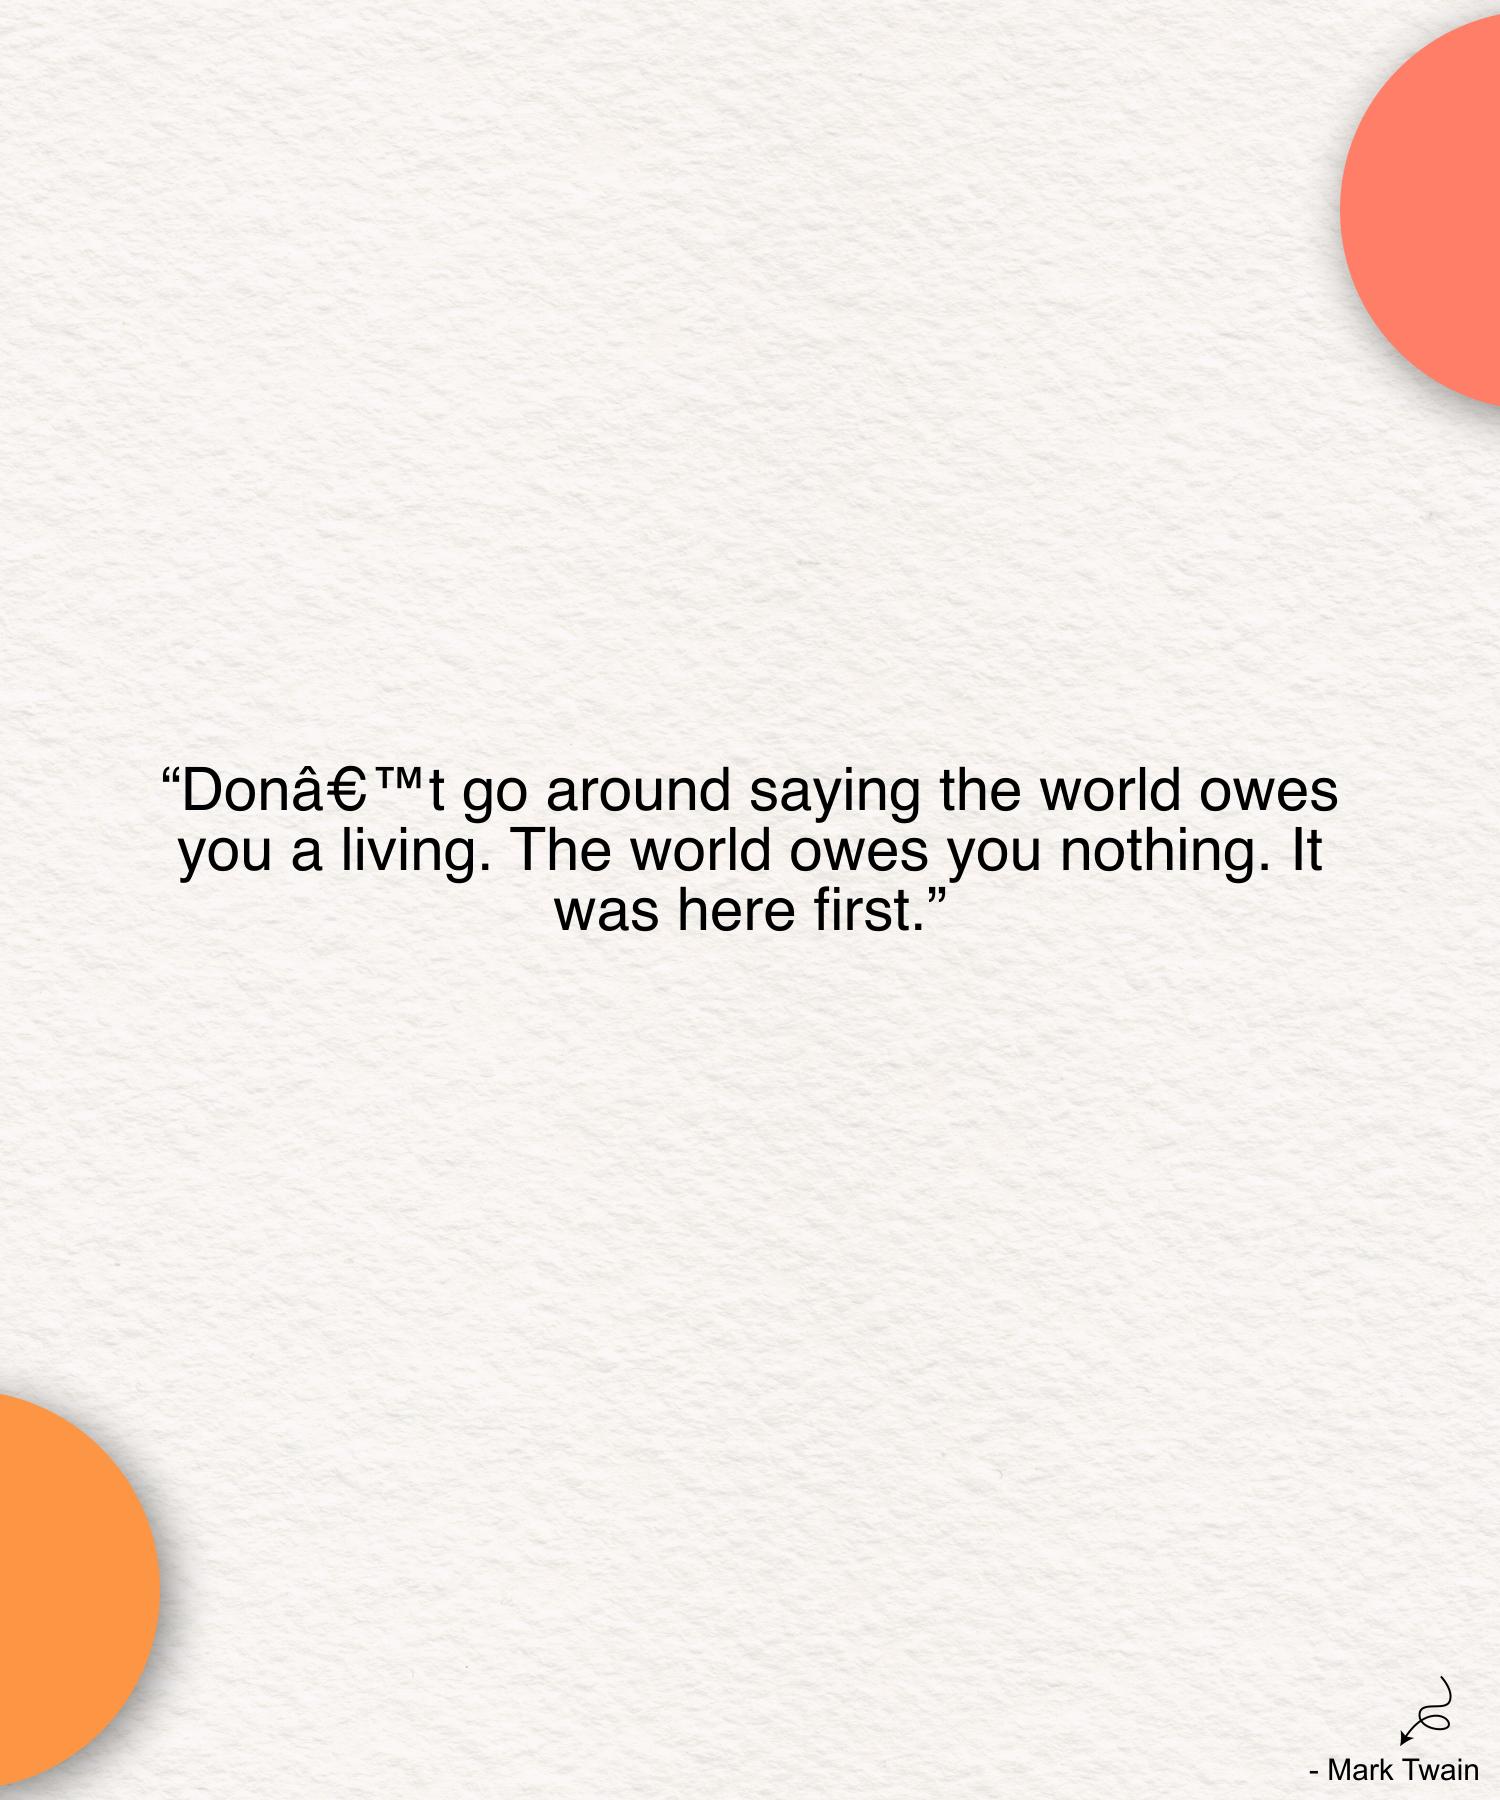 “Donâ€™t go around saying the world owes
you a living. The world owes you nothing. It
was here first.”
- Mark Twain